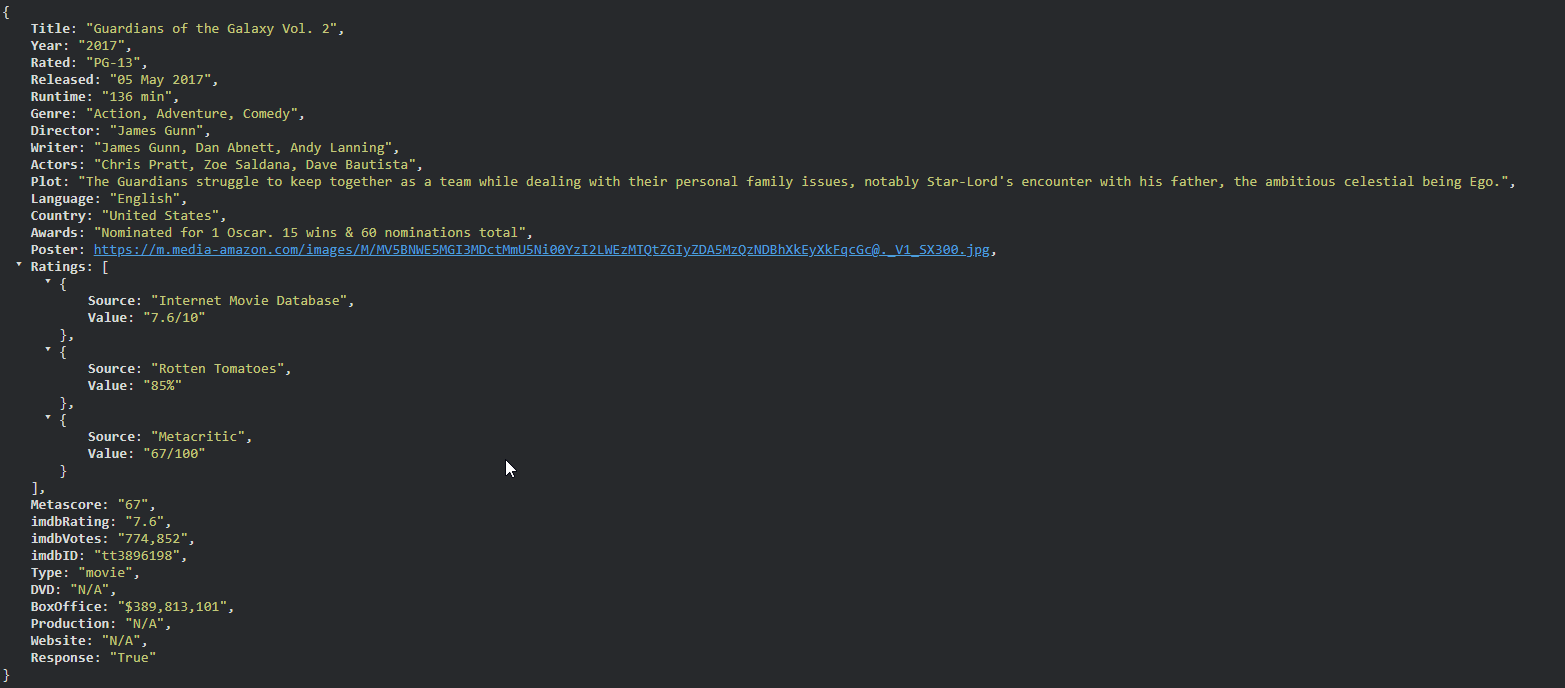 {
Title: "Guardians of the Galaxy Vol. 2",
Year: "2017",
Rated: "PG-13",
Released: "05 May 2017",
Runtime: "136 min",
Genre: "Action, Adventure, Comedy",
Director: "James Gunn",
Writer: "James Gunn, Dan Abnett, Andy Lanning",
Actors: "Chris Pratt, Zoe Saldana, Dave Bautista",
Plot: "The Guardians struggle to keep together as a team while dealing with their personal family issues, notably Star-Lord's encounter with his father, the ambitious celestial being Ego.",
Language: "English",
Country: "United States",
Awards: "Nominated for 1 Oscar. 15 wins & 60 nominations total",
Poster: https://m.media-amazon.com/images/M/MV5BNWE5MGI3MDctMmU5Ni00YzI2LWEzMTQtZGIyZDA5MzQzNDBhXkEyXkFqcGc@._V1_SX300.jpg,
Ratings: [
{
Source: "Internet Movie Database",
Value: "7.6/10"
},
{
Source: "Rotten Tomatoes",
Value: "85%"
},
{
Source: "Metacritic",
Value: "67/100"
}
],
Metascore: "67",
imdbRating: "7.6",
imdbVotes: "774,852",
imdbID: "tt3896198",
Type: "movie",
DVD: "N/A",
BoxOffice: "$389,813,101",
Production: "N/A",
Website: "N/A",
Response: "True"
}